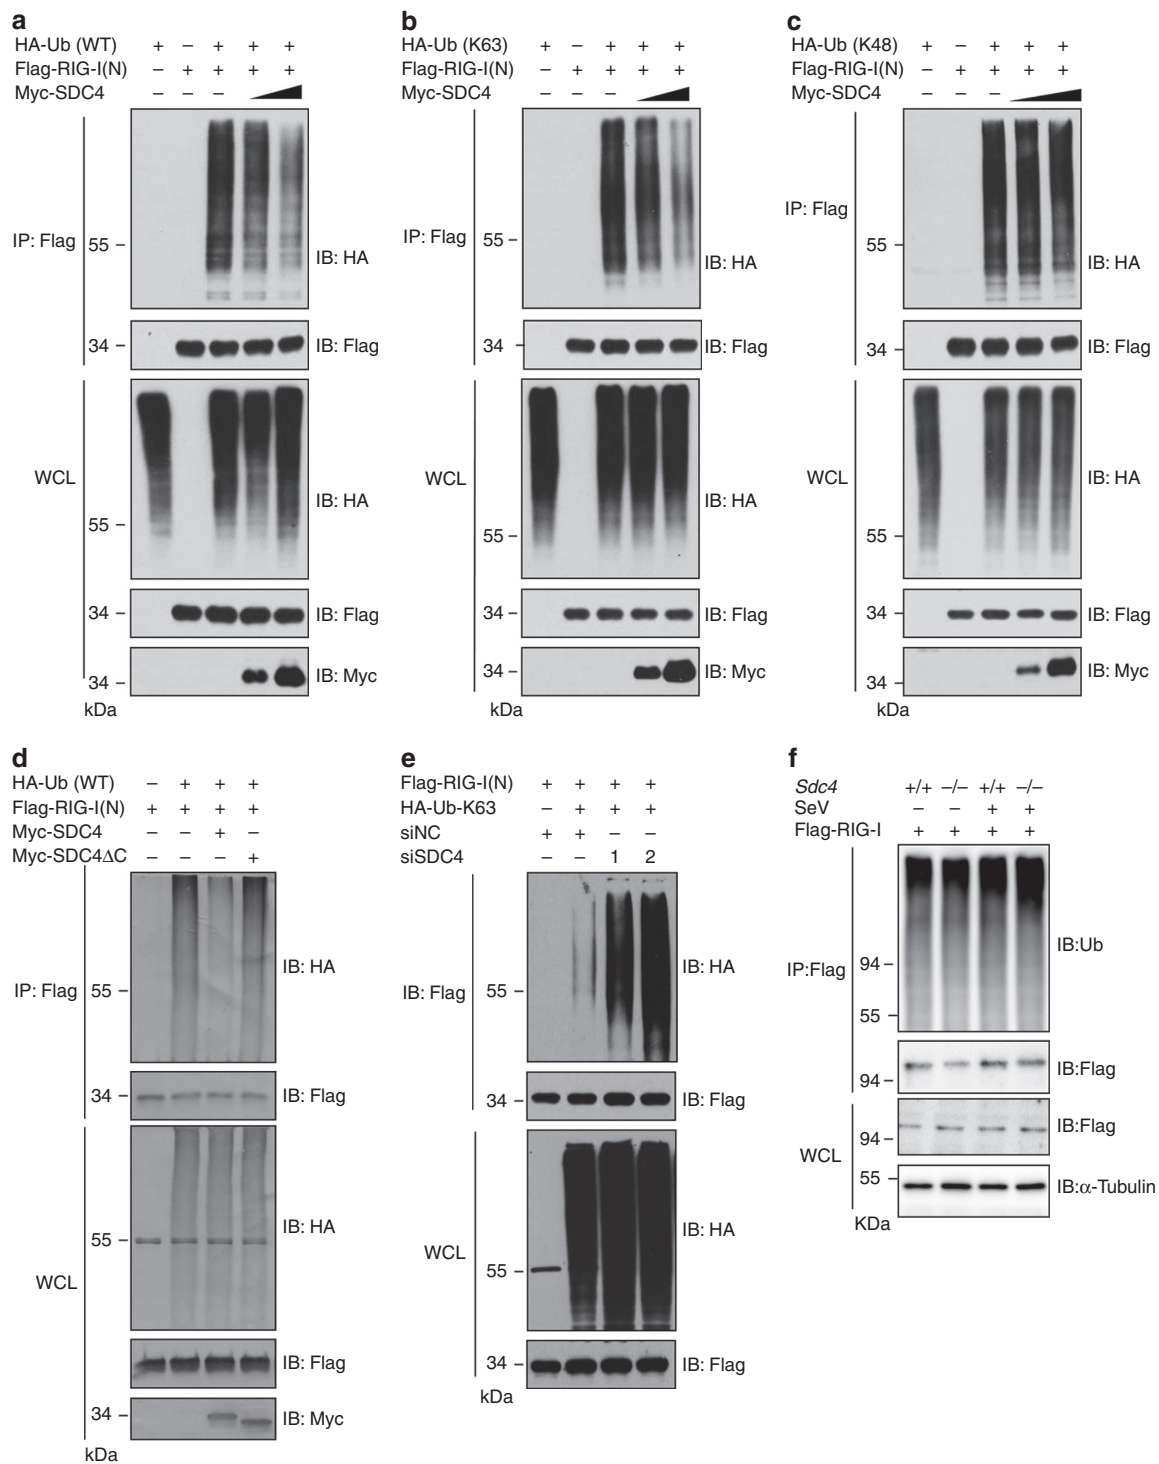 a
HA-Ub (WT) + – + + +
Flag-RIG-I(N) – + + + +
Myc-SDC4 – – –
IP: Flag
55
IB: HA
34
IB: Flag
WCL
IB: HA
55
34
IB: Flag
34
IB: Myc
kDa
b
HA-Ub (K63) + – + + +
Flag-RIG-I(N) – + + + +
Myc-SDC4 – – –
IP: Flag
55
IB: HA
34
IB: Flag
WCL
IB: HA
55
34
IB: Flag
34
IB: Myc
kDa
c
HA-Ub (K48) + – + + +
Flag-RIG-I(N) – + + + +
Myc-SDC4 – – –
IP: Flag
55
IB: HA
34
IB: Flag
WCL
IB: HA
55
34
IB: Flag
34
IB: Myc
kDa
d
HA-Ub (WT) – + + +
Flag-RIG-I(N) + + + +
Myc-SDC4 – – + –
Myc-SDC4ΔC – – – +
IP: Flag
IB: HA
55
34
IB: Flag
IB: HA
55
WCL
IB: Flag
34
IB: Myc
kDa
e
Flag-RIG-I(N) + + + +
HA-Ub-K63 – + + +
siNC + + – –
siSDC4 – – 1 2
IB: Flag
IB: HA
55
34
IB: Flag
IB: HA
WCL
55
34
IB: Flag
kDa
f
Sdc4 +/+ –/– +/+ –/–
SeV – – + +
Flag-RIG-I + + + +
IB:Ub
IP:Flag
94
55
IB:Flag
94
IB:Flag
94
WCL
55
IB:α-Tubulin
KDa